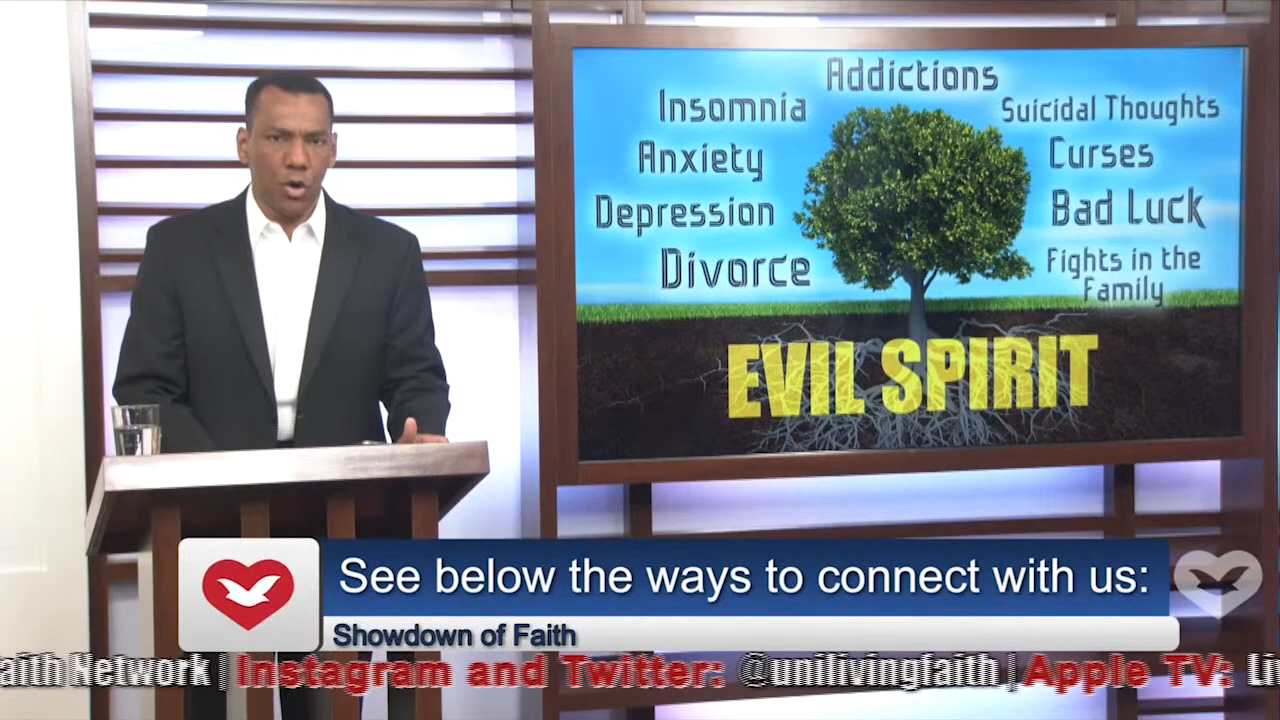 Addictions
Insomnia
Suicidal Thoughts
Anxiety
Curses
Depression
Bad Luck
Divorce
Fights in the
Family
EVIL SPIRIT
See below the ways to connect with us:
Showdown of Faith
aith Network | Instagram and Twitter: @unilivingfaith | Apple TV: Li